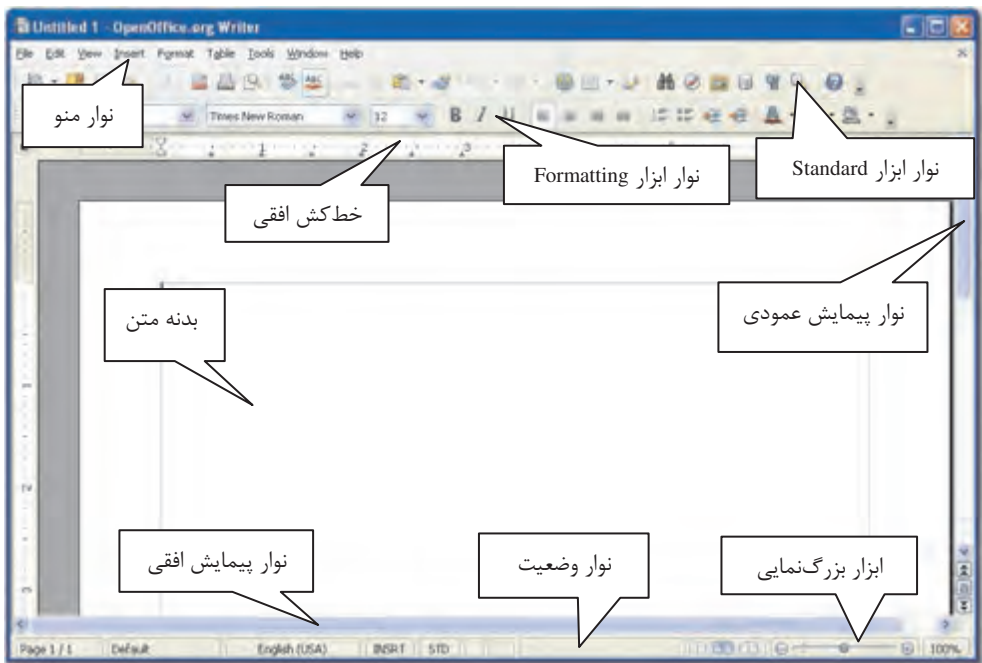 Untitled 1 - OpenOffice.org Writer
File Edit View Insert Format Table Tools Window Help
نوار منو
Times New Roman 12 B I U
نوار ابزار Formatting
نوار ابزار Standard
خط‌کش افقی
نوار پیمایش عمودی
بدنه متن
نوار پیمایش افقی
نوار وضعیت
ابزار بزرگ‌نمایی
Page 1 / 1 Default English (USA) INSRT STD 100%